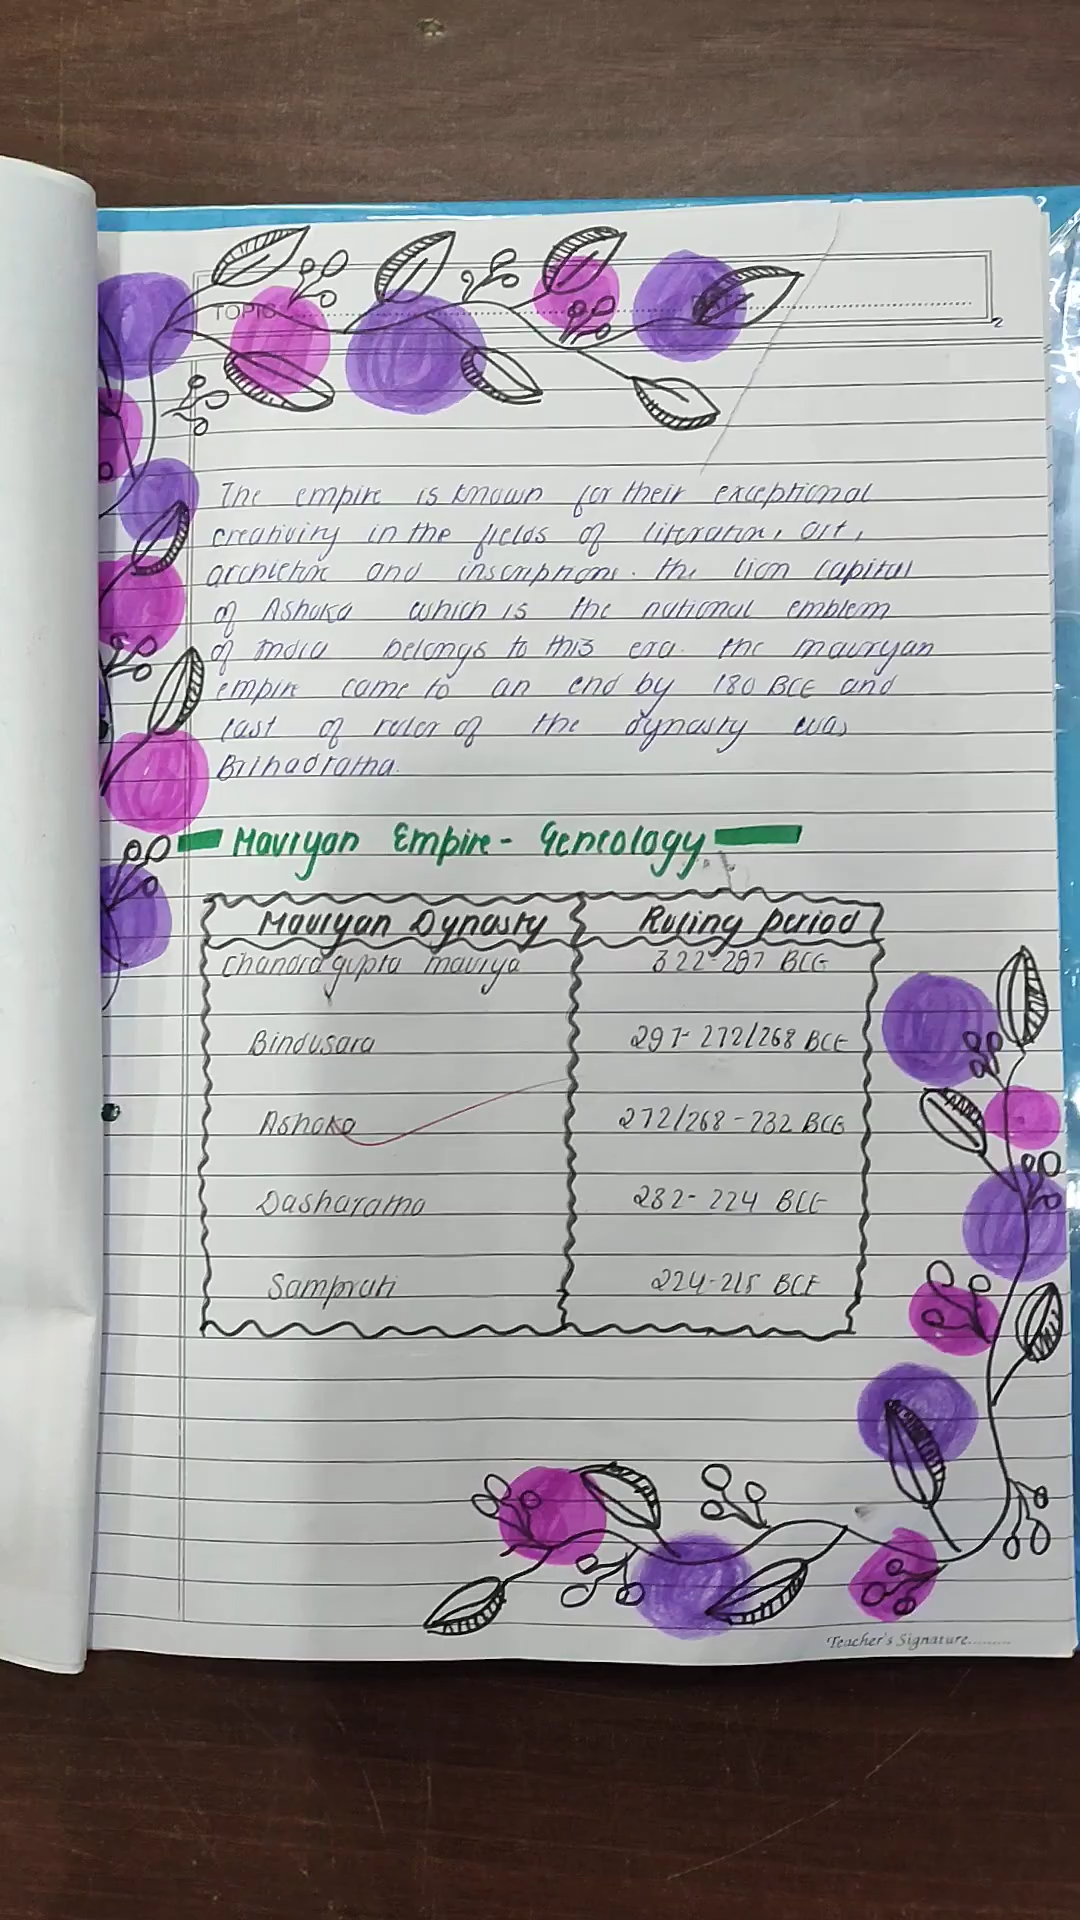 TOPIC
The empire is known for their exceptional
creativity in the fields of literature, art,
architectur and inscriptions. The lion capital
of Ashoka which is the national emblem
of India belongs to this era. The mauryan
empire came to an end by 180 BCE and
last of ruler of the dynasty was
Brihadratha.
Mauryan Empire - Geneology
Mauryan Dynasty Ruling period
Chandragupta maurya 322-297 BCE
Bindusara 297-272/268 BCE
Ashoka 272/268-232 BCE
Dasharatha 232-224 BCE
Samprati 224-215 BCE
Teacher's Signature..........